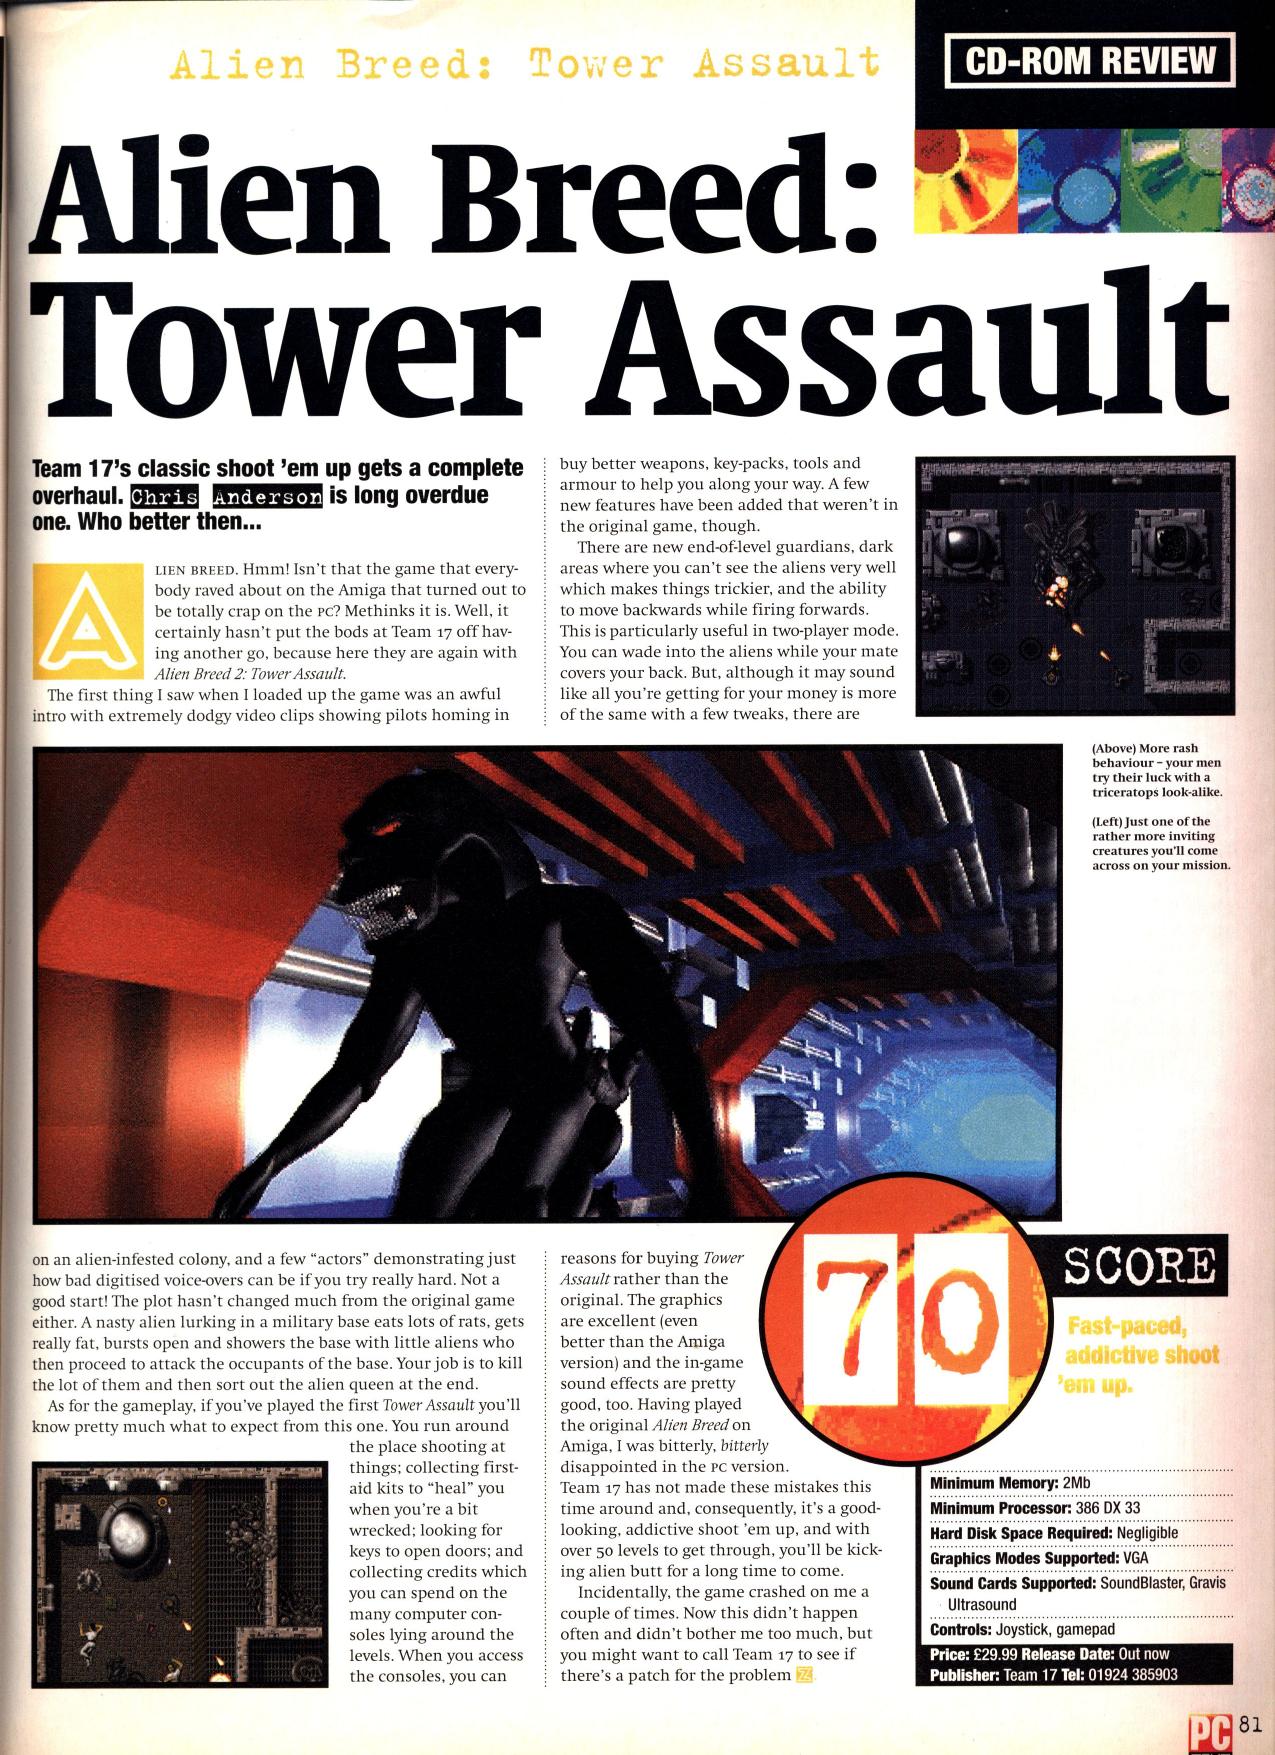 Alien Breed: Tower Assault
CD-ROM REVIEW
Alien Breed:
Tower Assault
Team 17's classic shoot 'em up gets a complete
overhaul. Chris Anderson is long overdue
one. Who better then...
A
LIEN BREED. Hmm! Isn't that the game that every-
body raved about on the Amiga that turned out to
be totally crap on the PC? Methinks it is. Well, it
certainly hasn't put the bods at Team 17 off hav-
ing another go, because here they are again with
Alien Breed 2: Tower Assault.
The first thing I saw when I loaded up the game was an awful
intro with extremely dodgy video clips showing pilots homing in
on an alien-infested colony, and a few “actors” demonstrating just
how bad digitised voice-overs can be if you try really hard. Not a
good start! The plot hasn't changed much from the original game
either. A nasty alien lurking in a military base eats lots of rats, gets
really fat, bursts open and showers the base with little aliens who
then proceed to attack the occupants of the base. Your job is to kill
the lot of them and then sort out the alien queen at the end.
As for the gameplay, if you've played the first Tower Assault you'll
know pretty much what to expect from this one. You run around
the place shooting at
things; collecting first-
aid kits to “heal” you
when you're a bit
wrecked; looking for
keys to open doors; and
collecting credits which
you can spend on the
many computer con-
soles lying around the
levels. When you access
the consoles, you can
buy better weapons, key-packs, tools and
armour to help you along your way. A few
new features have been added that weren't in
the original game, though.
There are new end-of-level guardians, dark
areas where you can't see the aliens very well
which makes things trickier, and the ability
to move backwards while firing forwards.
This is particularly useful in two-player mode.
You can wade into the aliens while your mate
covers your back. But, although it may sound
like all you're getting for your money is more
of the same with a few tweaks, there are
reasons for buying Tower
Assault rather than the
original. The graphics
are excellent (even
better than the Amiga
version) and the in-game
sound effects are pretty
good, too. Having played
the original Alien Breed on
Amiga, I was bitterly, bitterly
disappointed in the PC version.
Team 17 has not made these mistakes this
time around and, consequently, it's a good-
looking, addictive shoot 'em up, and with
over 50 levels to get through, you'll be kick-
ing alien butt for a long time to come.
Incidentally, the game crashed on me a
couple of times. Now this didn't happen
often and didn't bother me too much, but
you might want to call Team 17 to see if
there's a patch for the problem
(Above) More rash
behaviour – your men
try their luck with a
triceratops look-alike.
(Left) Just one of the
rather more inviting
creatures you'll come
across on your mission.
70
SCORE
Fast-paced,
addictive shoot
'em up.
Minimum Memory: 2Mb
Minimum Processor: 386 DX 33
Hard Disk Space Required: Negligible
Graphics Modes Supported: VGA
Sound Cards Supported: SoundBlaster, Gravis
Ultrasound
Controls: Joystick, gamepad
Price: £29.99 Release Date: Out now
Publisher: Team 17 Tel: 01924 385903
PC 81